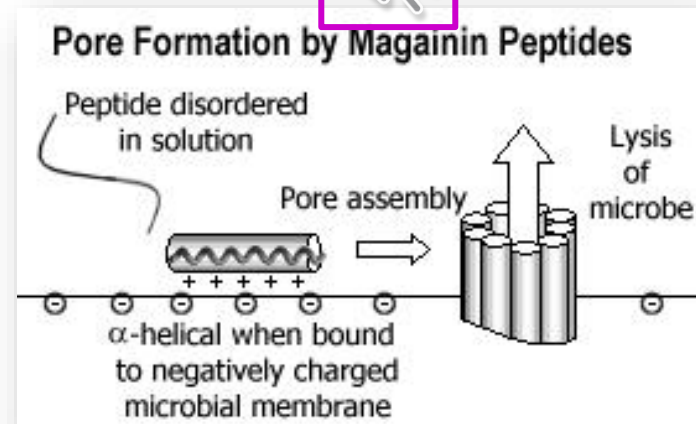 Pore Formation by Magainin Peptides
Peptide disordered
in solution
Pore assembly
Lysis
of
microbe
+ + + + +
⊖ ⊖ ⊖ ⊖ ⊖ ⊖ ⊖
α-helical when bound
to negatively charged
microbial membrane